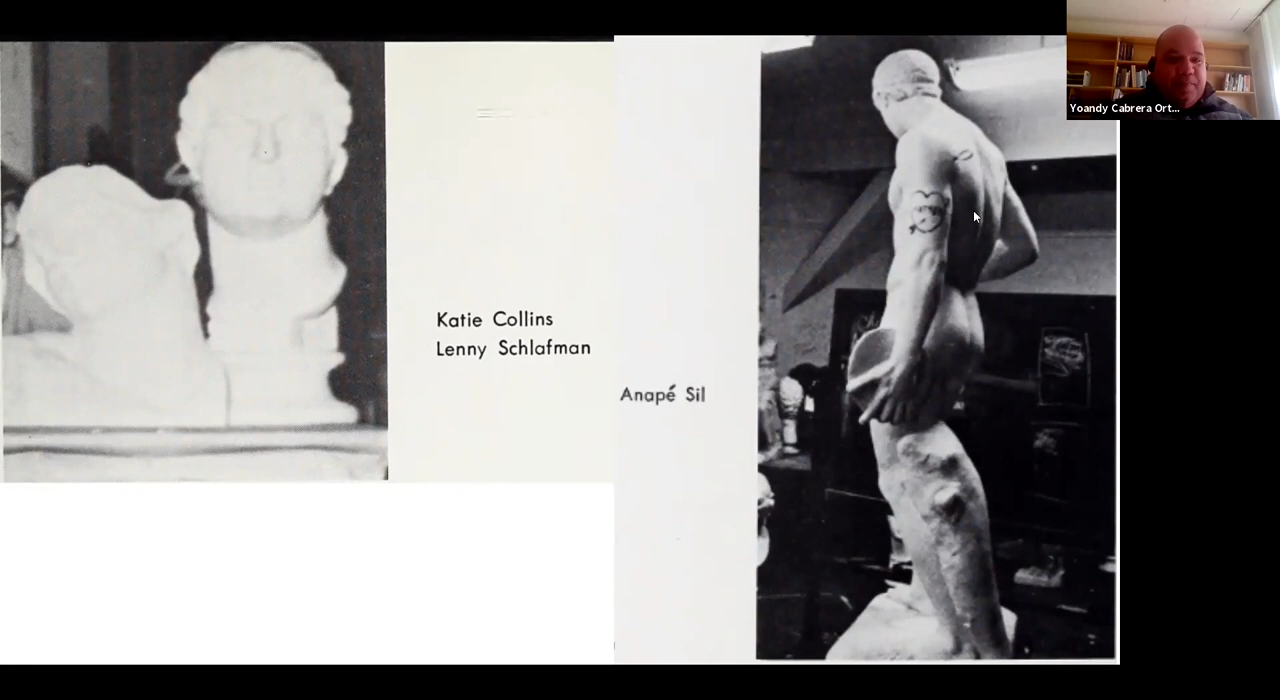 Katie Collins
Lenny Schlafman
Anapé Sil
Yoandy Cabrera Ort...